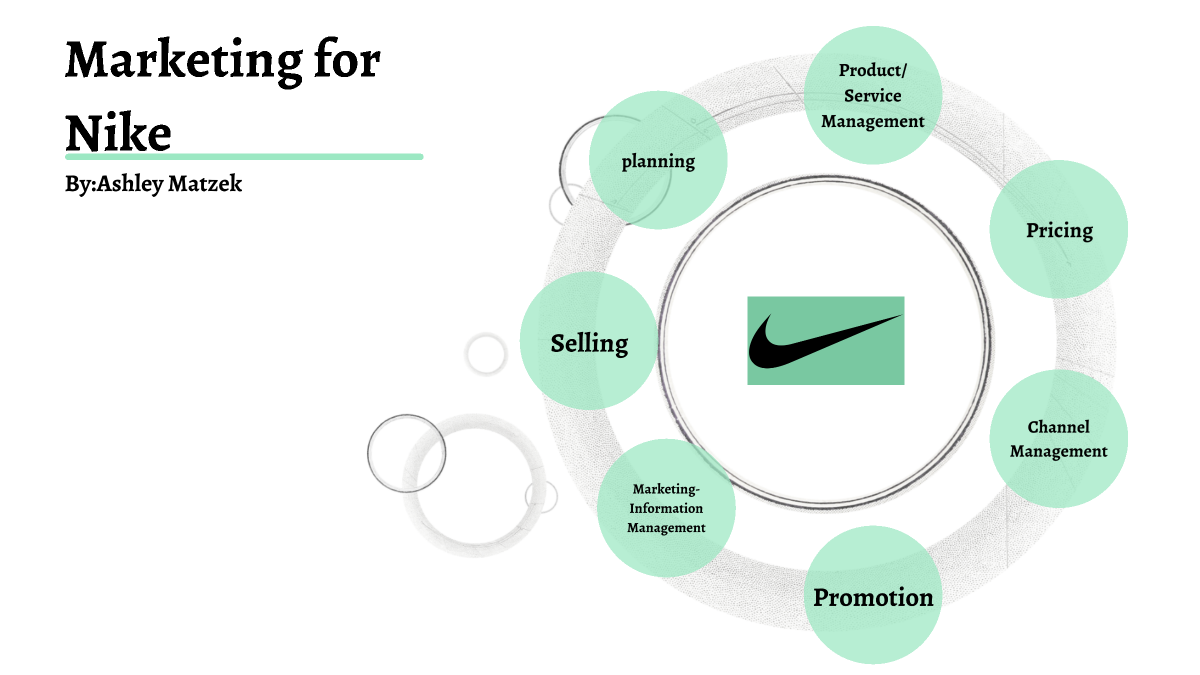 Marketing for
Nike
By:Ashley Matzek
Product/
Service
Management
planning
Pricing
Selling
Channel
Management
Marketing-
Information
Management
Promotion